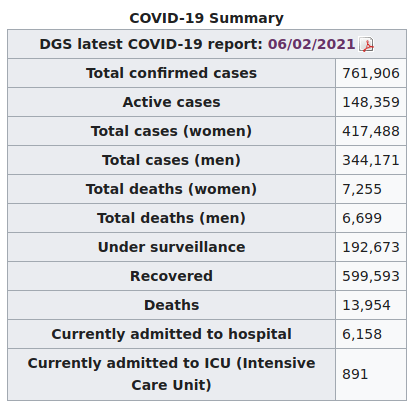 COVID-19 Summary
DGS latest COVID-19 report: 06/02/2021
Total confirmed cases 761,906
Active cases 148,359
Total cases (women) 417,488
Total cases (men) 344,171
Total deaths (women) 7,255
Total deaths (men) 6,699
Under surveillance 192,673
Recovered 599,593
Deaths 13,954
Currently admitted to hospital 6,158
Currently admitted to ICU (Intensive
Care Unit) 891